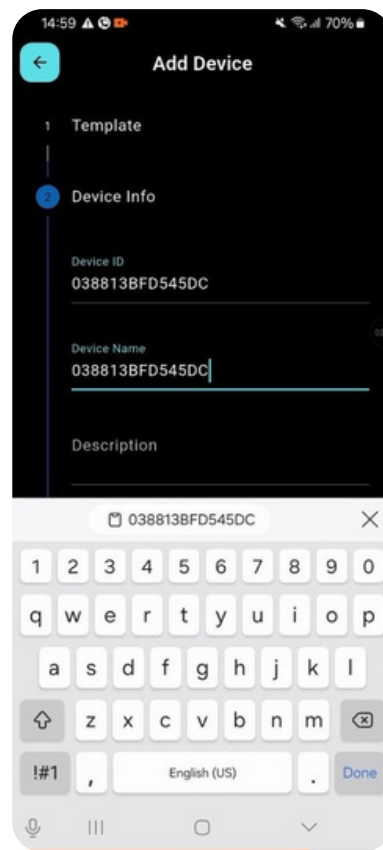 14:59 70%
Add Device
1 Template
2 Device Info
Device ID
038813BFD545DC
Device Name
038813BFD545DC
Description
038813BFD545DC
1 2 3 4 5 6 7 8 9 0
q w e r t y u i o p
a s d f g h j k l
z x c v b n m
!#1 , English (US) . Done